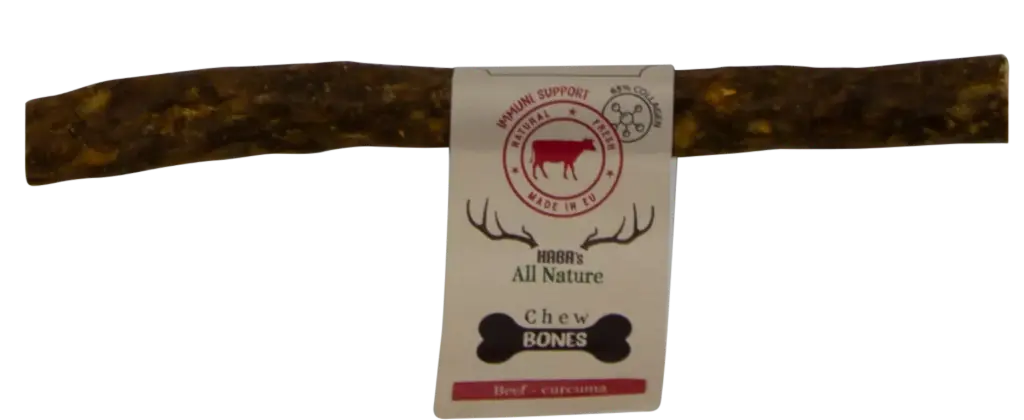 IMMUNE SUPPORT
65% COLLAGEN
NATURAL ★ FRESH
★ MADE IN EU ★
HABA's
All Nature
Chew
BONES
Beef - curcuma